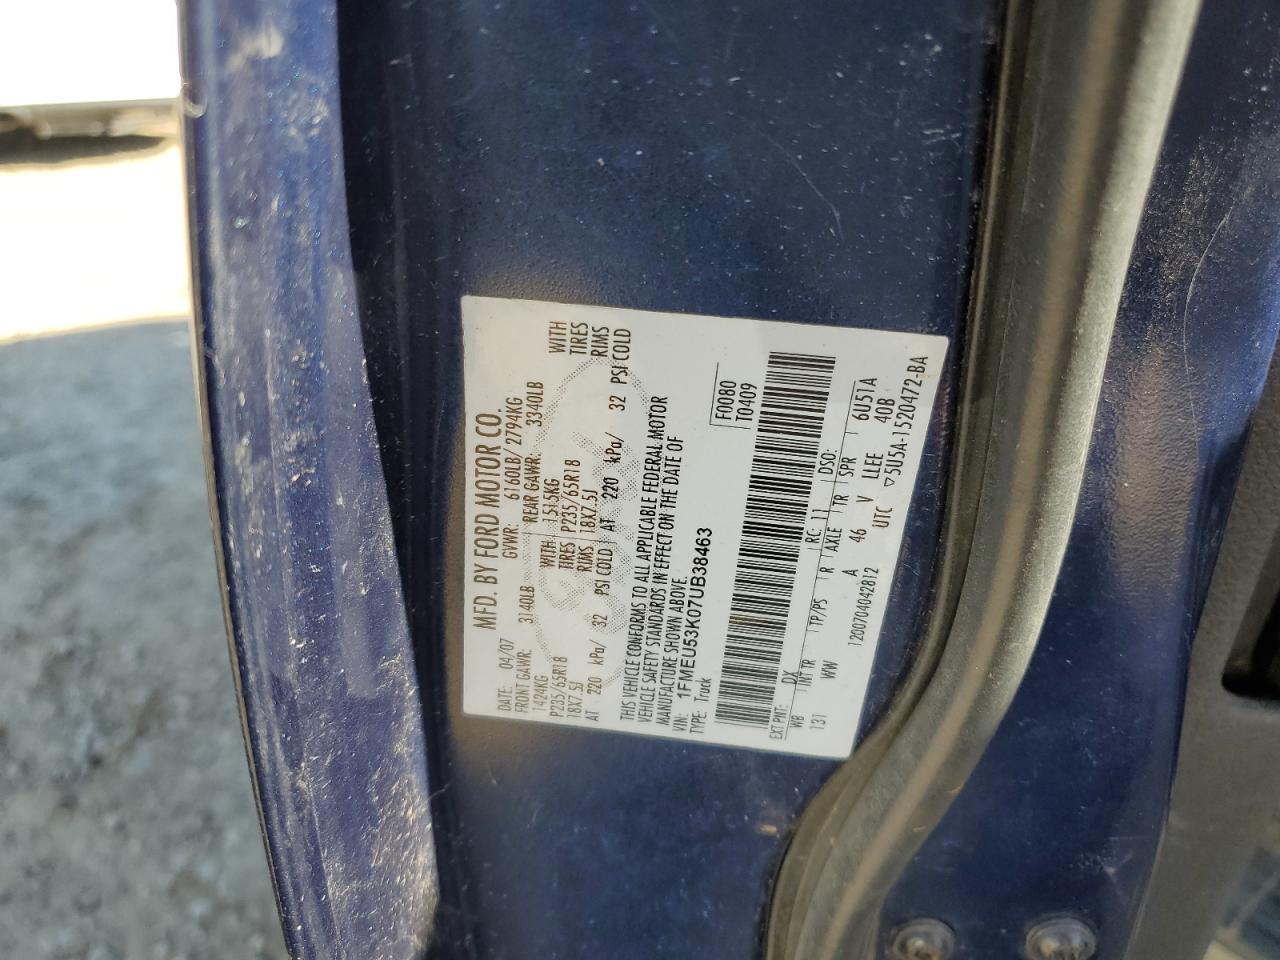 MFD. BY FORD MOTOR CO.
DATE: 04/07 GVWR: 6160LB/ 2794KG
FRONT GAWR: 3140LB REAR GAWR: 3340LB
1424KG WITH 1515KG WITH
P235/65R18 TIRES P235/65R18 TIRES
18X7.5J RIMS 18X7.5J RIMS
AT 220 kPa/ 32 PSI COLD AT 220 kPa/ 32 PSI COLD
THIS VEHICLE CONFORMS TO ALL APPLICABLE FEDERAL MOTOR
VEHICLE SAFETY STANDARDS IN EFFECT ON THE DATE OF
MANUFACTURE SHOWN ABOVE.
VIN: 1FMEU53K07UB38463 F0080
TYPE: Truck T0409
EXT PNT: DX RC: 11 DSO:
WB INT TR TP/PS R AXLE TR SPR 6U51A
131 WW A 46 V LLEE 40B
1200704042812 UTC ▽5U5A-1520472-BA